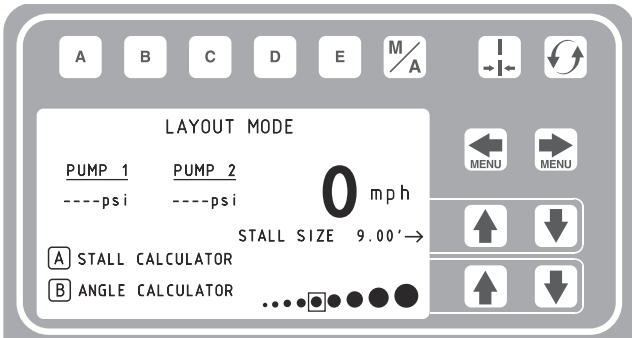 A B C D E M/A
LAYOUT MODE
MENU MENU
PUMP 1 PUMP 2
0 mph
----psi ----psi
STALL SIZE 9.00'→
A STALL CALCULATOR
B ANGLE CALCULATOR